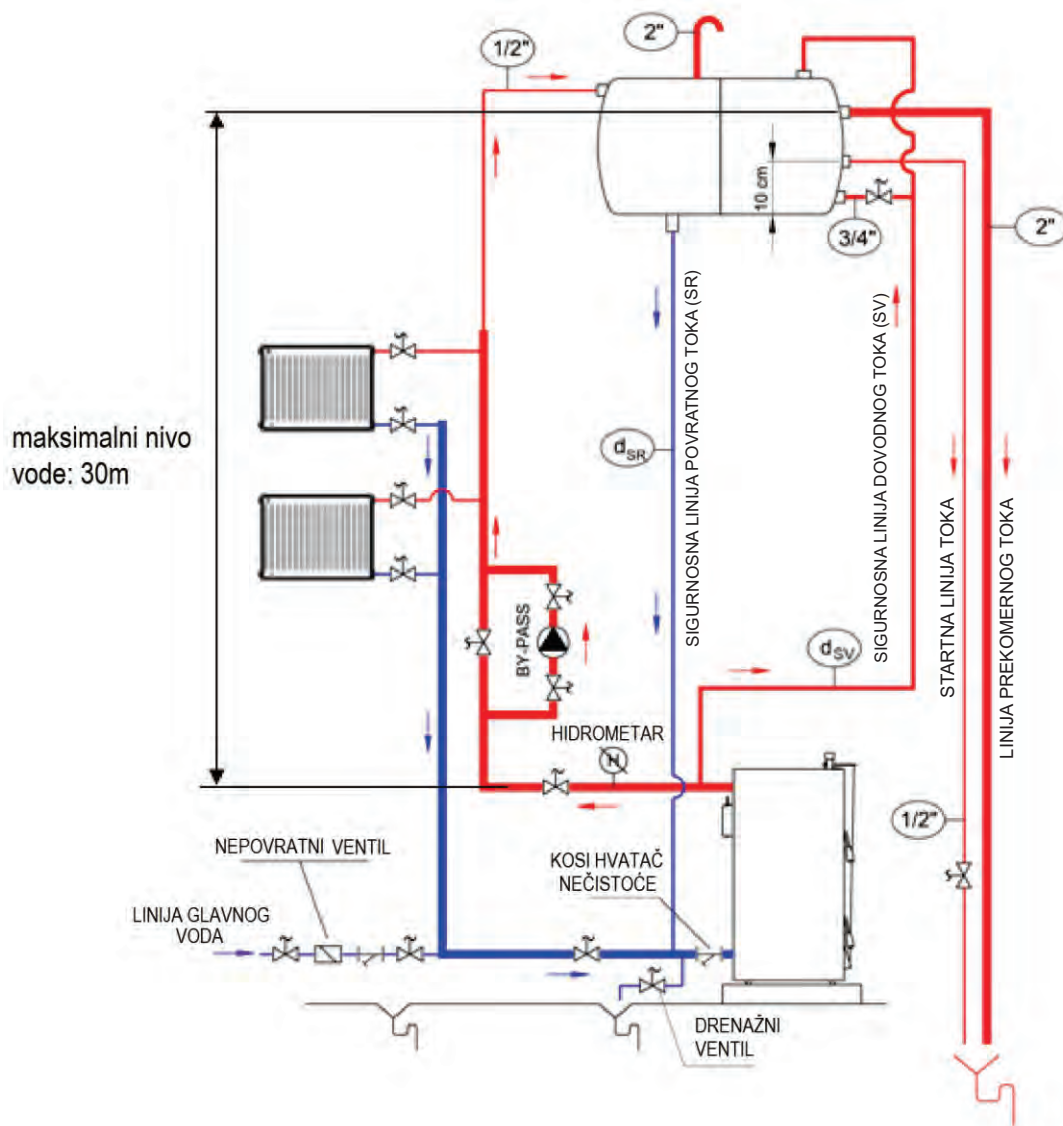 1/2"
2"
10 cm
3/4"
2"
maksimalni nivo
vode: 30m
dSR
SIGURNOSNA LINIJA POVRATNOG TOKA (SR)
SIGURNOSNA LINIJA DOVODNOG TOKA (SV)
STARTNA LINIJA TOKA
LINIJA PREKOMERNOG TOKA
BY-PASS
dSV
HIDROMETAR
H
1/2"
NEPOVRATNI VENTIL
KOSI HVATAČ
NEČISTOĆE
LINIJA GLAVNOG
VODA
DRENAŽNI
VENTIL